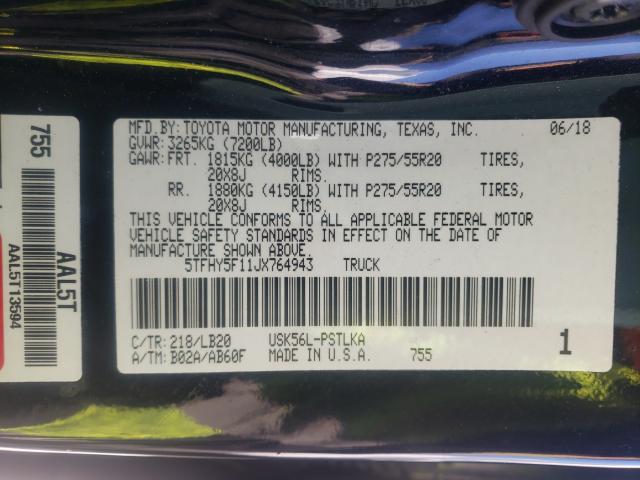 MFD.BY: TOYOTA MOTOR MANUFACTURING, TEXAS, INC. 06/18
GVWR: 3265KG (7200LB)
GAWR: FRT. 1815KG (4000LB) WITH P275/55R20 TIRES,
20X8J RIMS.
RR. 1880KG (4150LB) WITH P275/55R20 TIRES,
20X8J RIMS.
THIS VEHICLE CONFORMS TO ALL APPLICABLE FEDERAL MOTOR
VEHICLE SAFETY STANDARDS IN EFFECT ON THE DATE OF
MANUFACTURE SHOWN ABOVE.
5TFHY5F11JX764943 TRUCK
C/TR: 218/LB20 USK56L-PSTLKA
A/TM: B02A/AB60F MADE IN U.S.A. 755
1
755
AAL5T
AAL5T13594